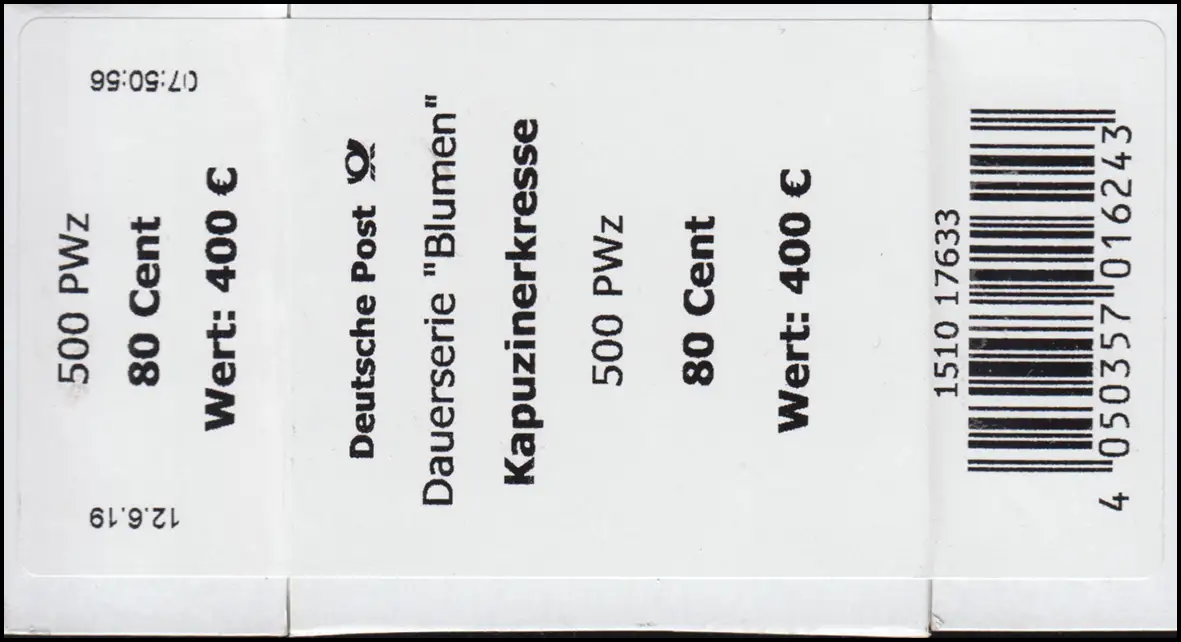 07:50:56
12.6.19
500 PWz
80 Cent
Wert: 400 €
Deutsche Post
Dauerserie "Blumen"
Kapuzinerkresse
500 PWz
80 Cent
Wert: 400 €
1510 17633
4 050357 016243